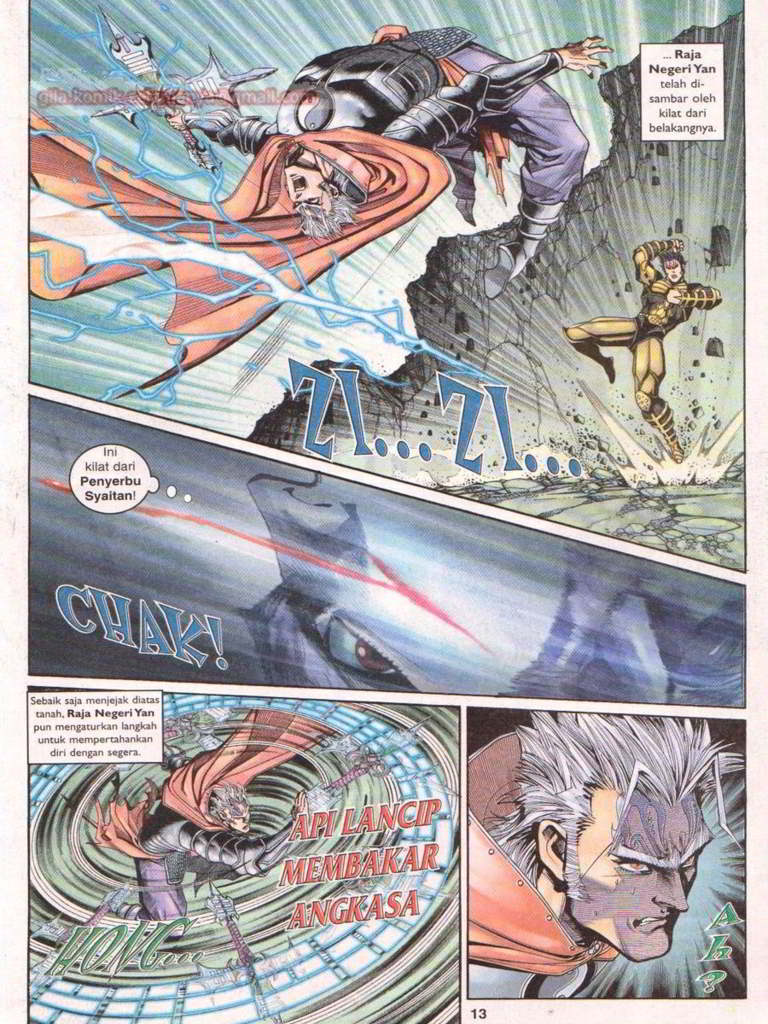 ... Raja
Negeri Yan
telah di-
sambar oleh
kilat dari
belakangnya.
ZI... ZI...
Ini
kilat dari
Penyerbu
Syaitan!
CHAK!
Sebaik saja menjejak diatas
tanah, Raja Negeri Yan
pun mengaturkan langkah
untuk mempertahankan
diri dengan segera.
API LANCIP
MEMBAKAR
ANGKASA
HONG...
Ah?
13